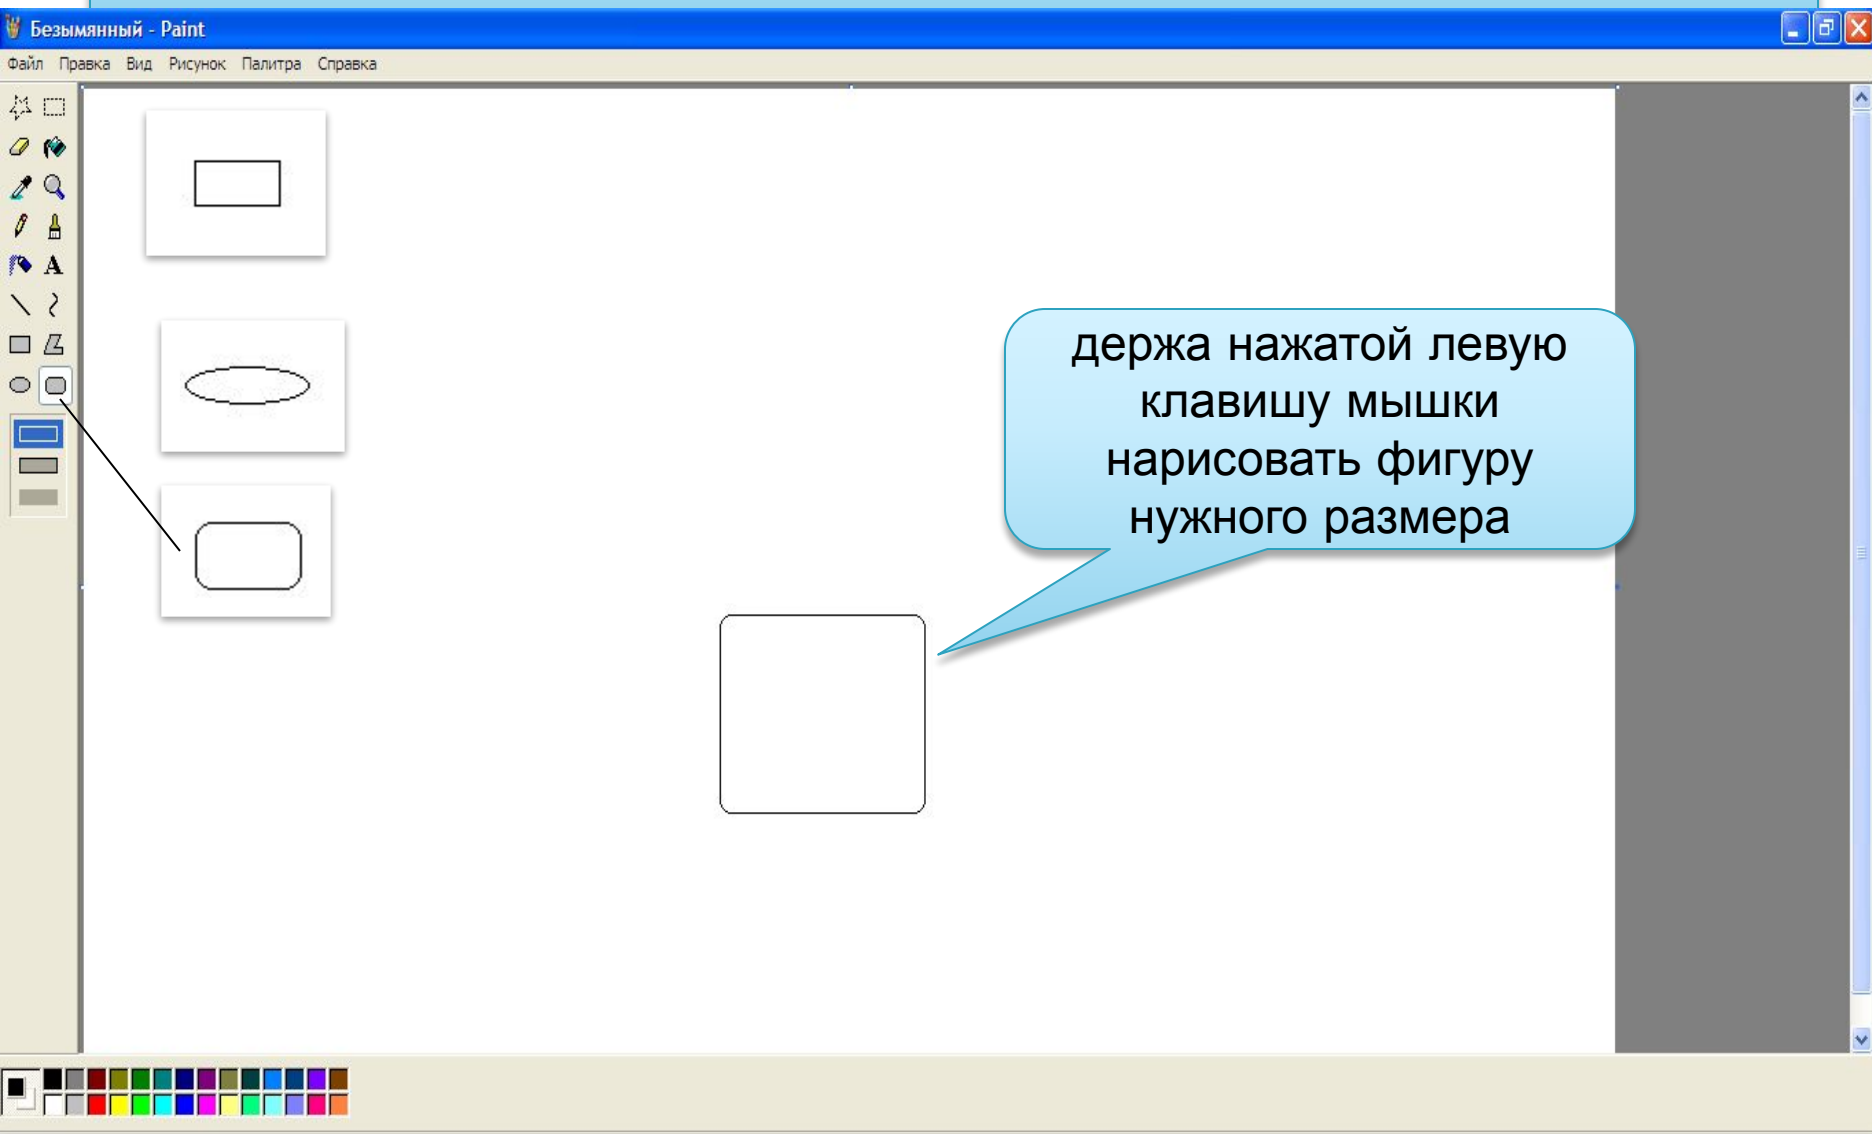 Безымянный - Paint
Файл Правка Вид Рисунок Палитра Справка
A
держа нажатой левую
клавишу мышки
нарисовать фигуру
нужного размера